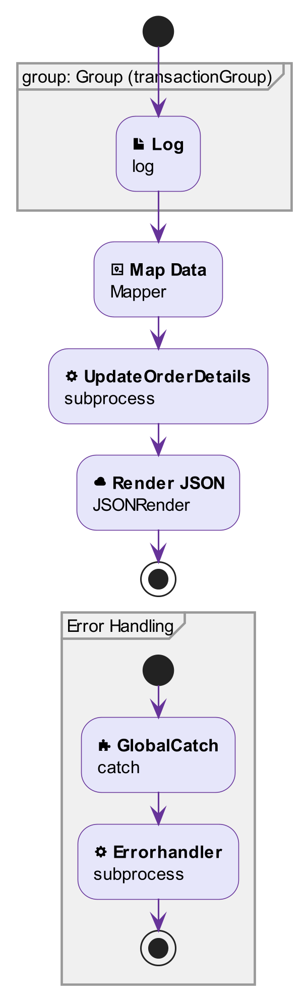 group: Group (transactionGroup)
Log
log
Map Data
Mapper
UpdateOrderDetails
subprocess
Render JSON
JSONRender
Error Handling
GlobalCatch
catch
Errorhandler
subprocess